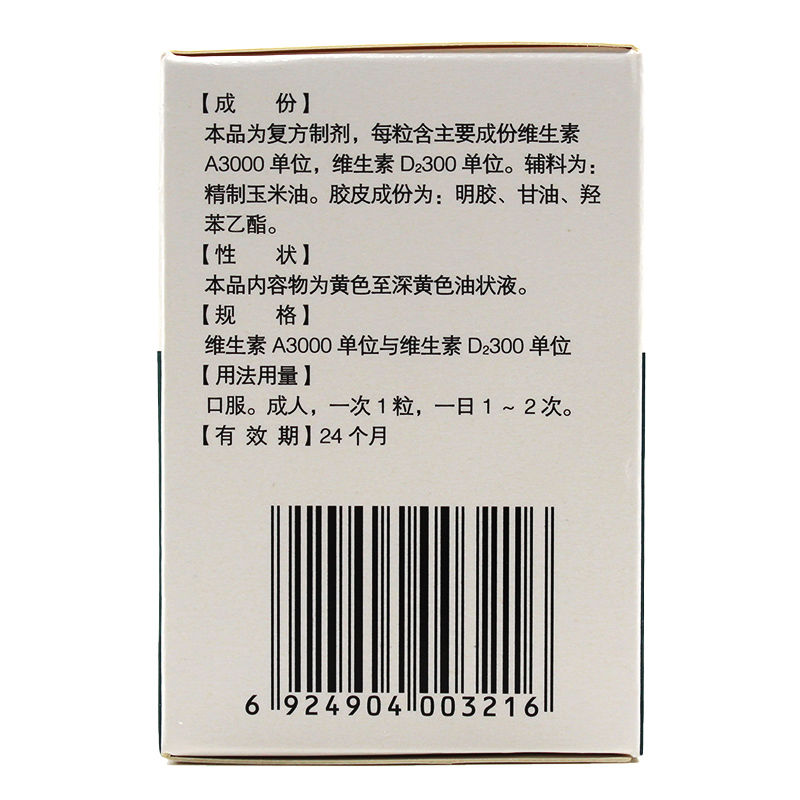 【成 份】
本品为复方制剂，每粒含主要成份维生素
A3000 单位，维生素 D₂300 单位。辅料为：
精制玉米油。胶皮成份为：明胶、甘油、羟
苯乙酯。
【性 状】
本品内容物为黄色至深黄色油状液。
【规 格】
维生素 A3000 单位与维生素 D₂300 单位
【用法用量】
口服。成人，一次 1 粒，一日 1 ~ 2 次。
【有 效 期】24 个月
6 924904 003216